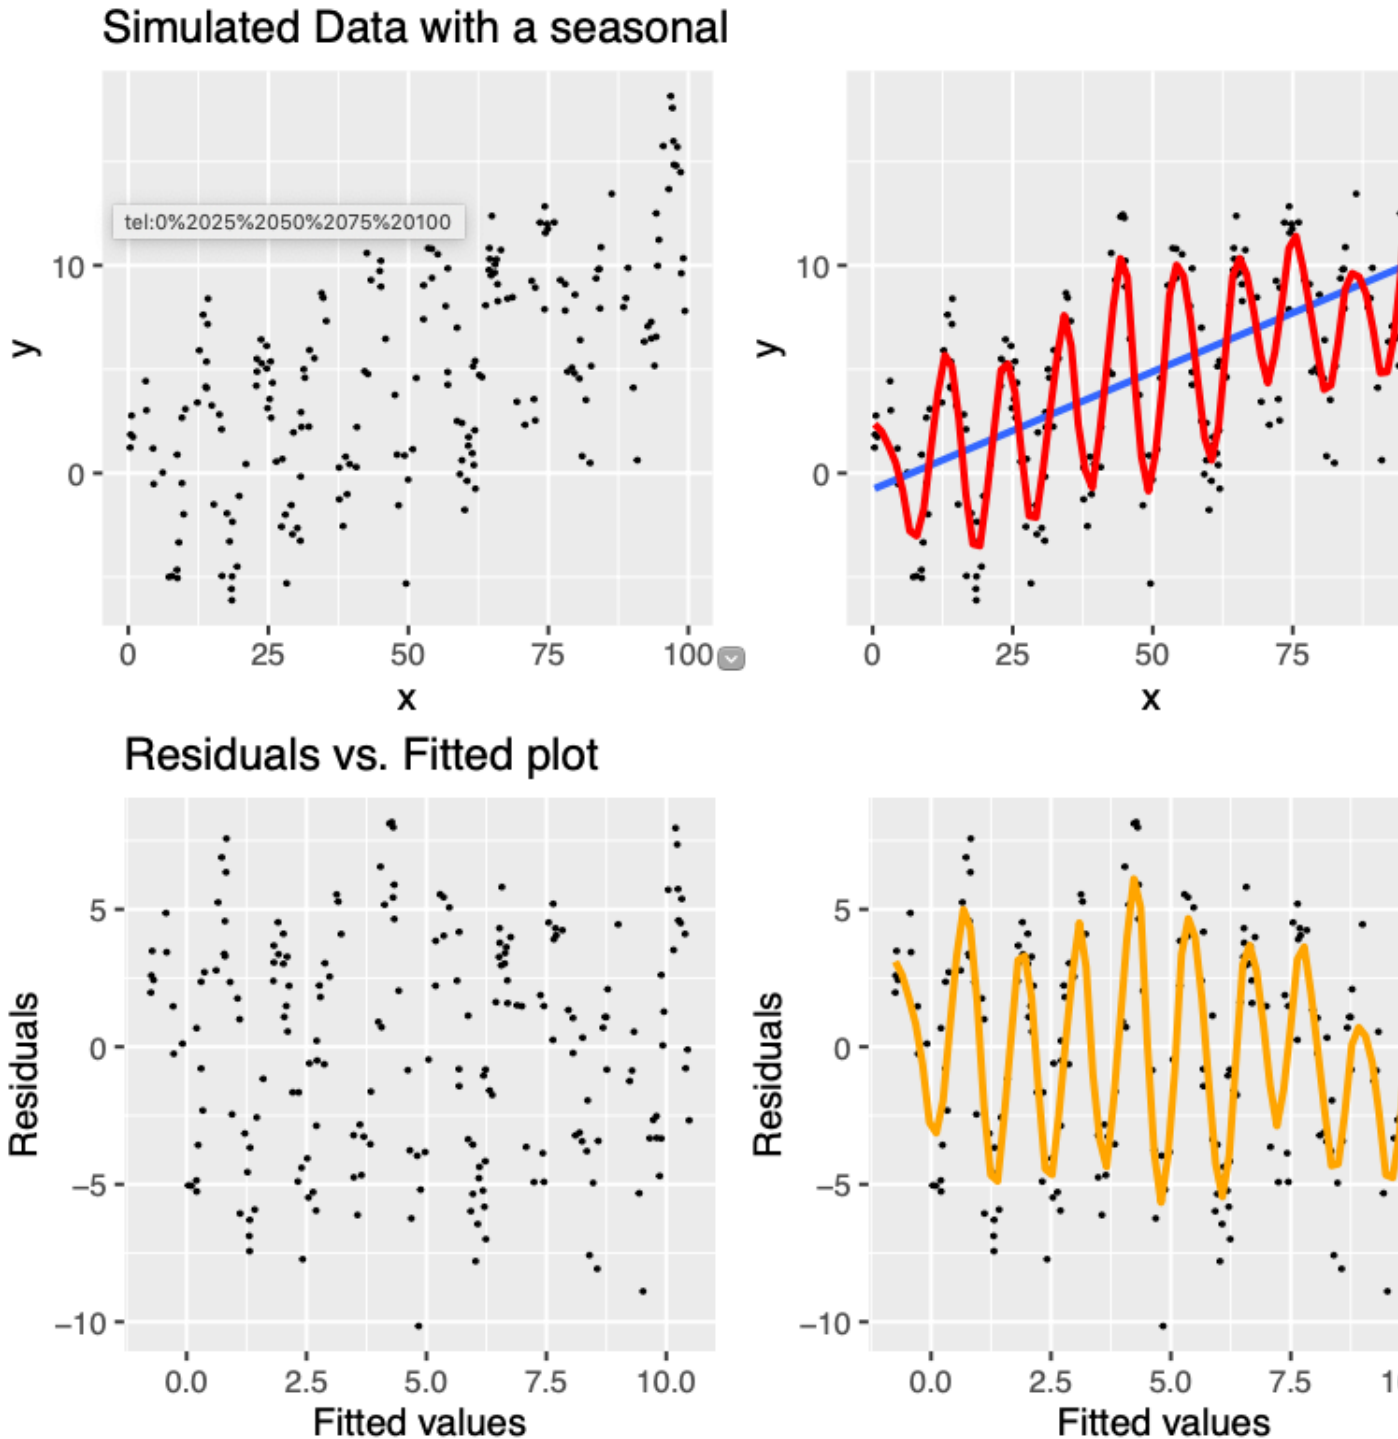 Simulated Data with a seasonal
tel:0%2025%2050%2075%20100
10
0
y
0 25 50 75 100
x
10
0
y
0 25 50 75
x
Residuals vs. Fitted plot
5
0
−5
−10
Residuals
0.0 2.5 5.0 7.5 10.0
Fitted values
5
0
−5
−10
Residuals
0.0 2.5 5.0 7.5
Fitted values